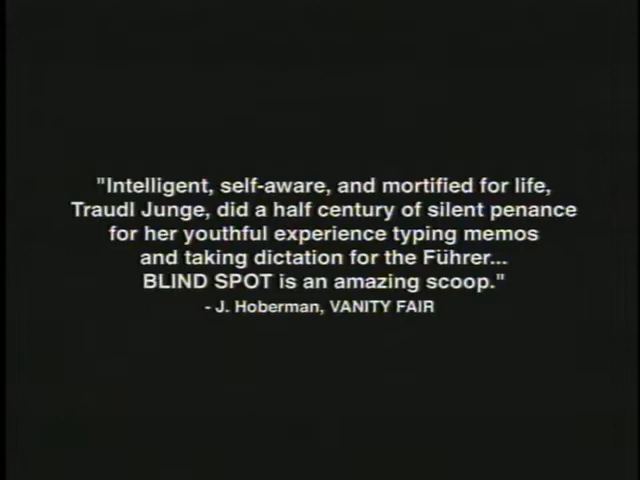 "Intelligent, self-aware, and mortified for life,
Traudl Junge, did a half century of silent penance
for her youthful experience typing memos
and taking dictation for the Führer...
BLIND SPOT is an amazing scoop."
- J. Hoberman, VANITY FAIR